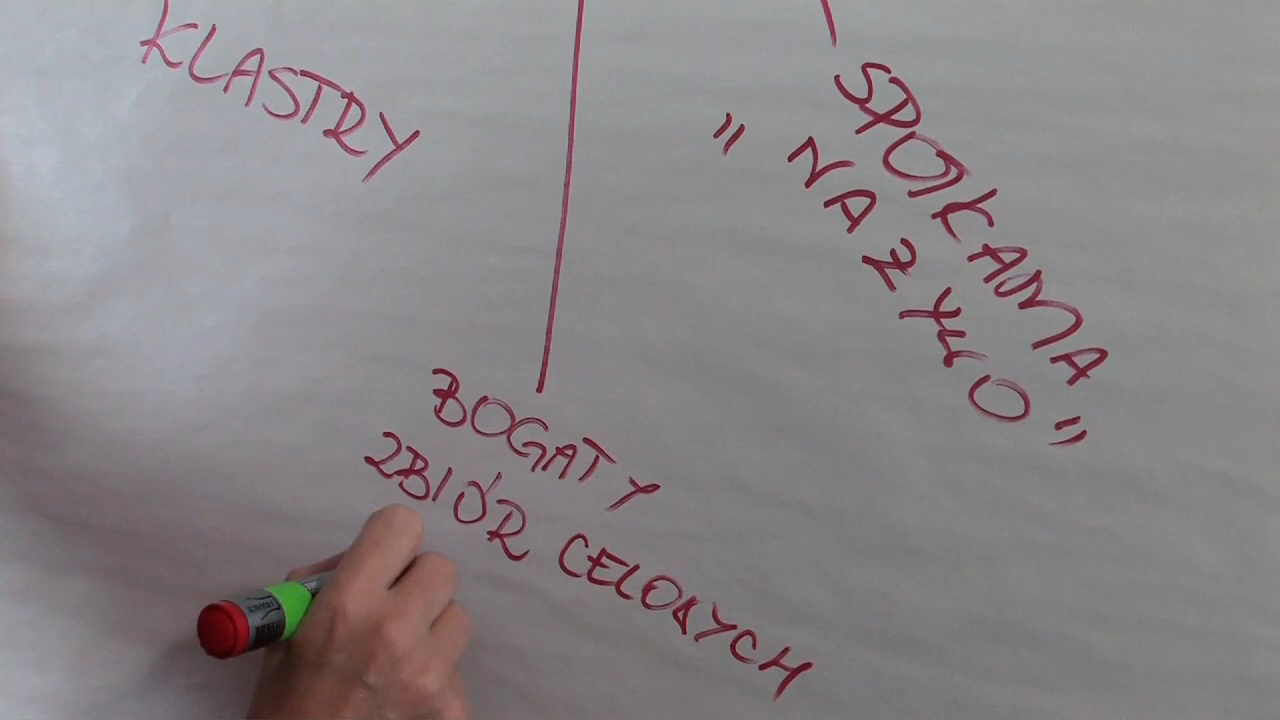 KLASTRY
SPOTKANIA
" NA ŻYWO "
BOGATY
ZBIÓR CELOWYCH